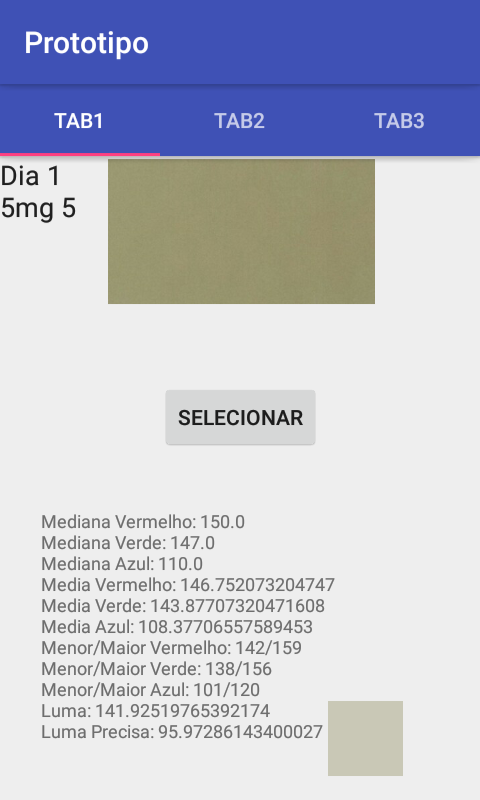 Prototipo
TAB1 TAB2 TAB3
Dia 1
5mg 5
SELECIONAR
Mediana Vermelho: 150.0
Mediana Verde: 147.0
Mediana Azul: 110.0
Media Vermelho: 146.752073204747
Media Verde: 143.87707320471608
Media Azul: 108.37706557589453
Menor/Maior Vermelho: 142/159
Menor/Maior Verde: 138/156
Menor/Maior Azul: 101/120
Luma: 141.92519765392174
Luma Precisa: 95.97286143400027